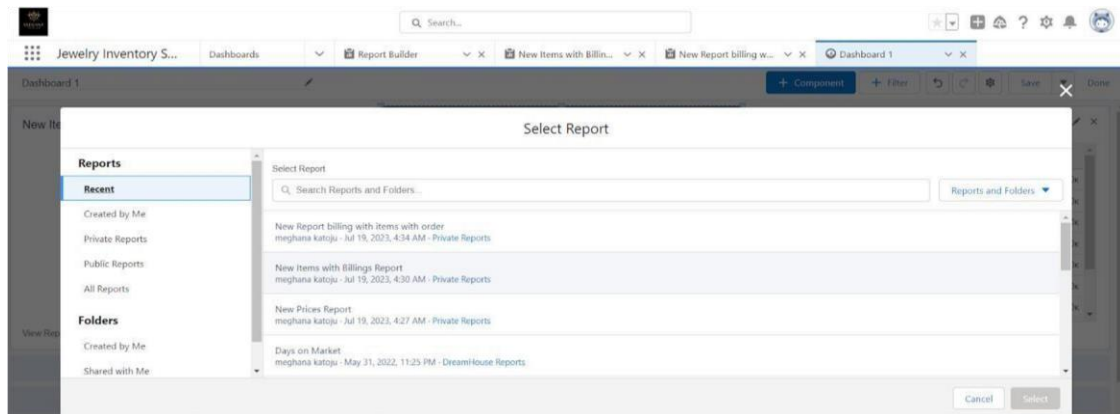 Search...
Jewelry Inventory S...
Dashboards
Report Builder
New Items with Billin...
New Report billing w...
Dashboard 1
Dashboard 1
+ Component
+ Filter
Save
Done
New Ite
Select Report
Reports
Recent
Created by Me
Private Reports
Public Reports
All Reports
Folders
Created by Me
Shared with Me
Select Report
Search Reports and Folders...
Reports and Folders
New Report billing with items with order
meghana katoju - Jul 19, 2023, 4:34 AM - Private Reports
New Items with Billings Report
meghana katoju - Jul 19, 2023, 4:30 AM - Private Reports
New Prices Report
meghana katoju - Jul 19, 2023, 4:27 AM - Private Reports
Days on Market
meghana katoju - May 31, 2022, 11:25 PM - DreamHouse Reports
View Rep
Cancel
Select